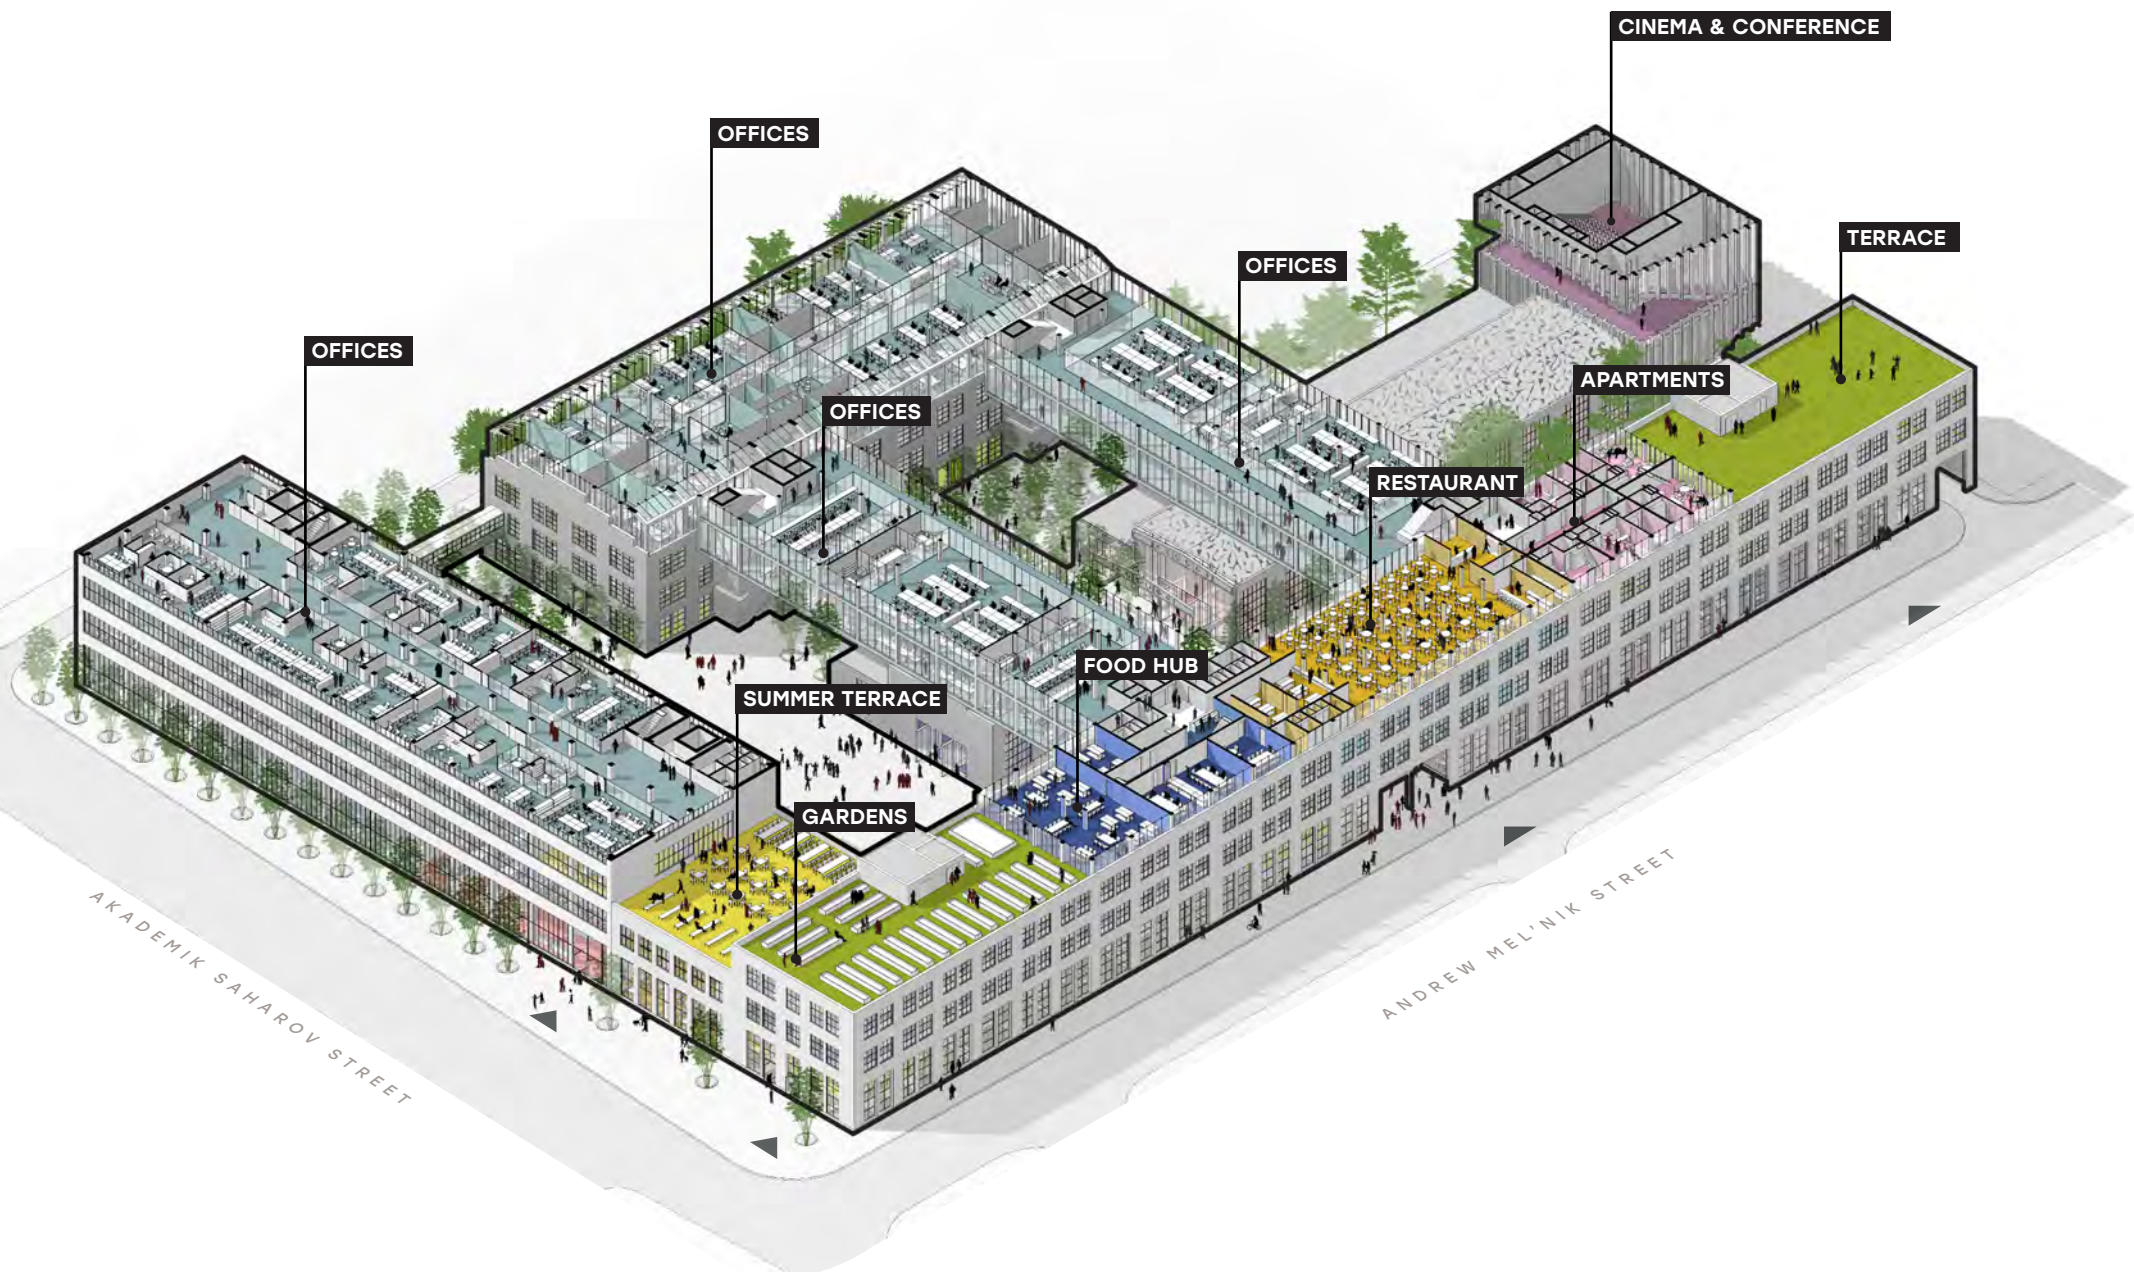 CINEMA & CONFERENCE
OFFICES
TERRACE
OFFICES
OFFICES
APARTMENTS
OFFICES
RESTAURANT
FOOD HUB
SUMMER TERRACE
GARDENS
AKADEMIK SAHAROV STREET
ANDREW MEL'NIK STREET